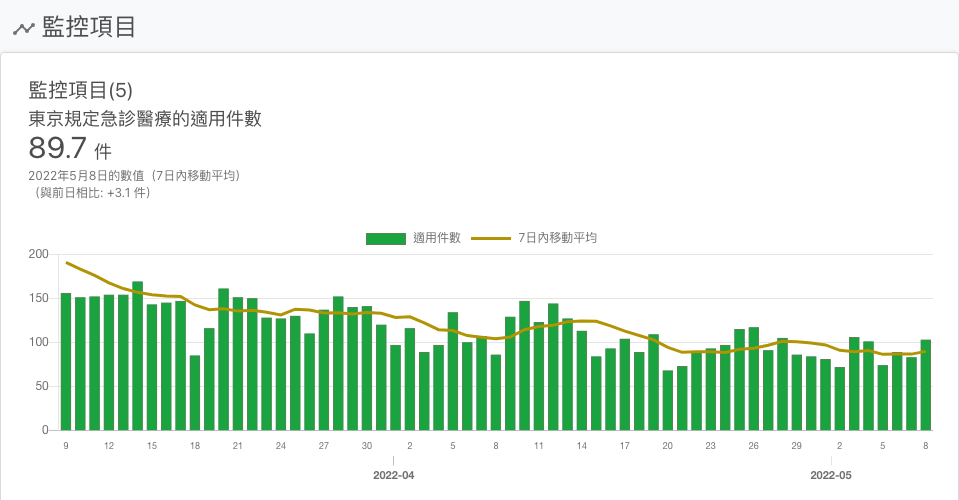 監控項目
監控項目(5)
東京規定急診醫療的適用件數
89.7 件
2022年5月8日的數值（7日內移動平均）
（與前日相比: +3.1 件）
適用件數 7日內移動平均
200
150
100
50
0
9 12 15 18 21 24 27 30 2 5 8 11 14 17 20 23 26 29 2 5 8
2022-04 2022-05